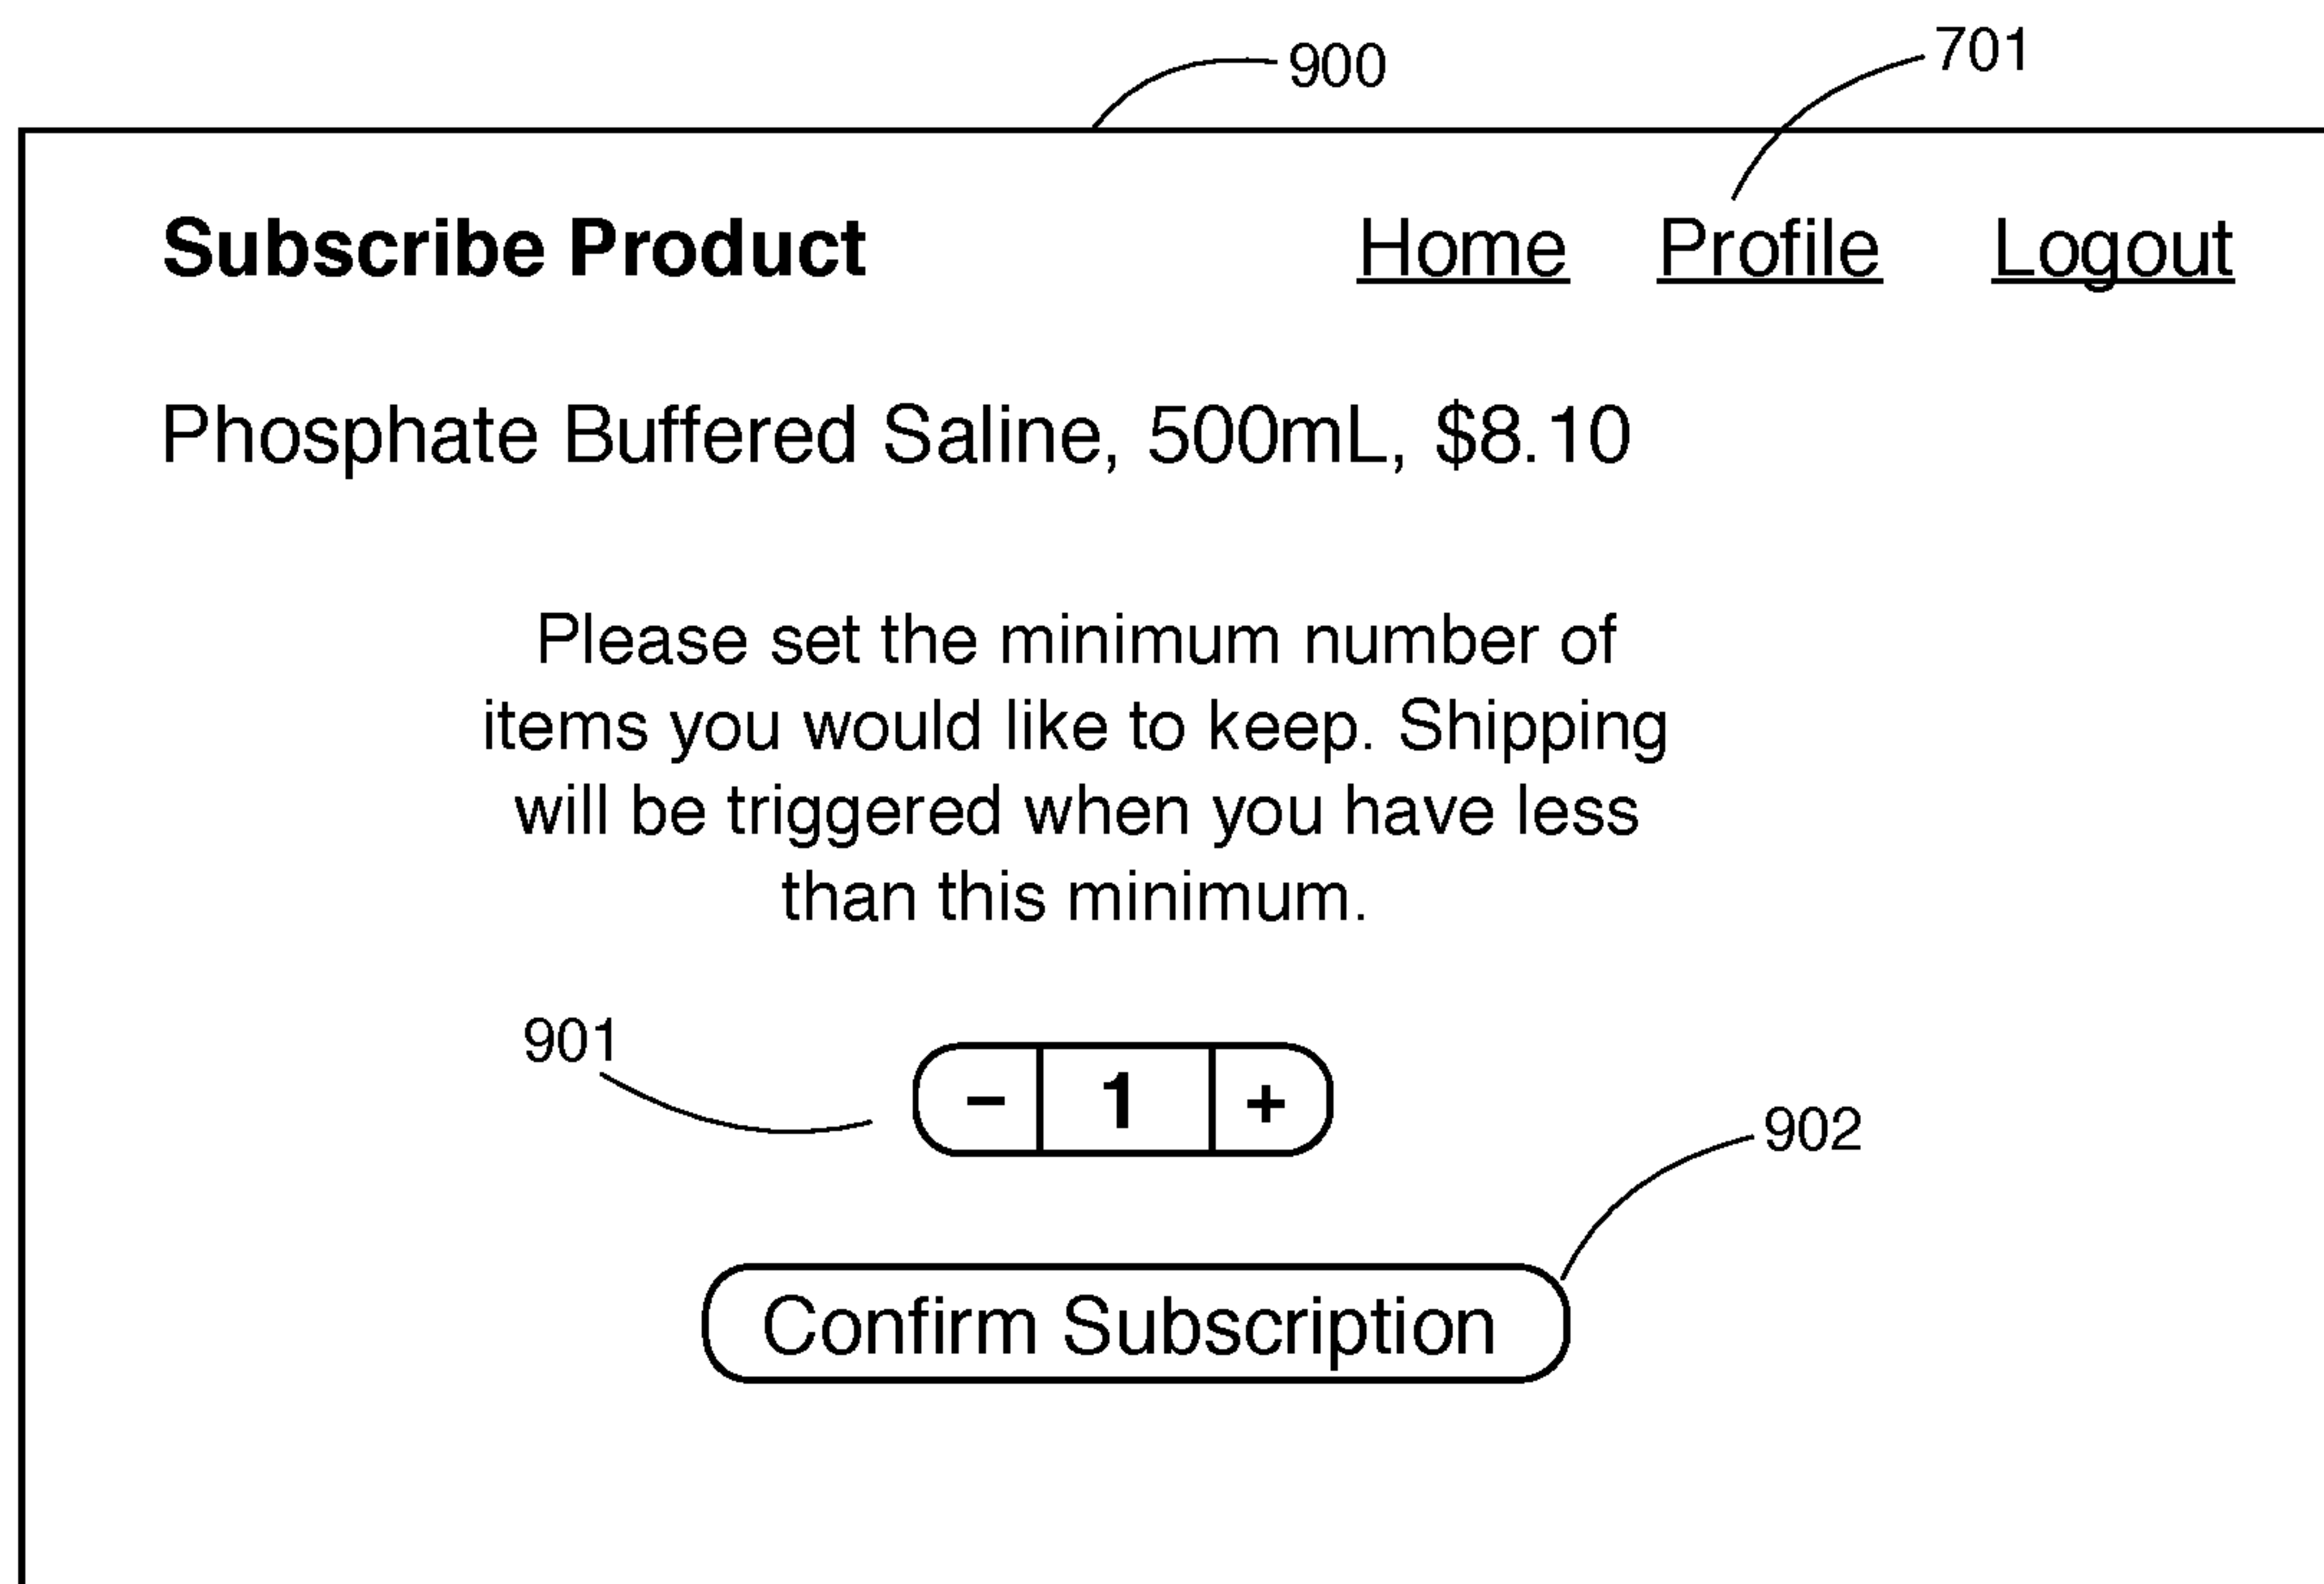 900
701
Subscribe Product Home Profile Logout
Phosphate Buffered Saline, 500mL, $8.10
Please set the minimum number of
items you would like to keep. Shipping
will be triggered when you have less
than this minimum.
901
− 1 +
902
Confirm Subscription